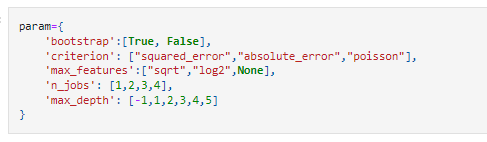 param={
    'bootstrap':[True, False],
    'criterion': ["squared_error","absolute_error","poisson"],
    'max_features':["sqrt","log2",None],
    'n_jobs': [1,2,3,4],
    'max_depth': [-1,1,2,3,4,5]
}